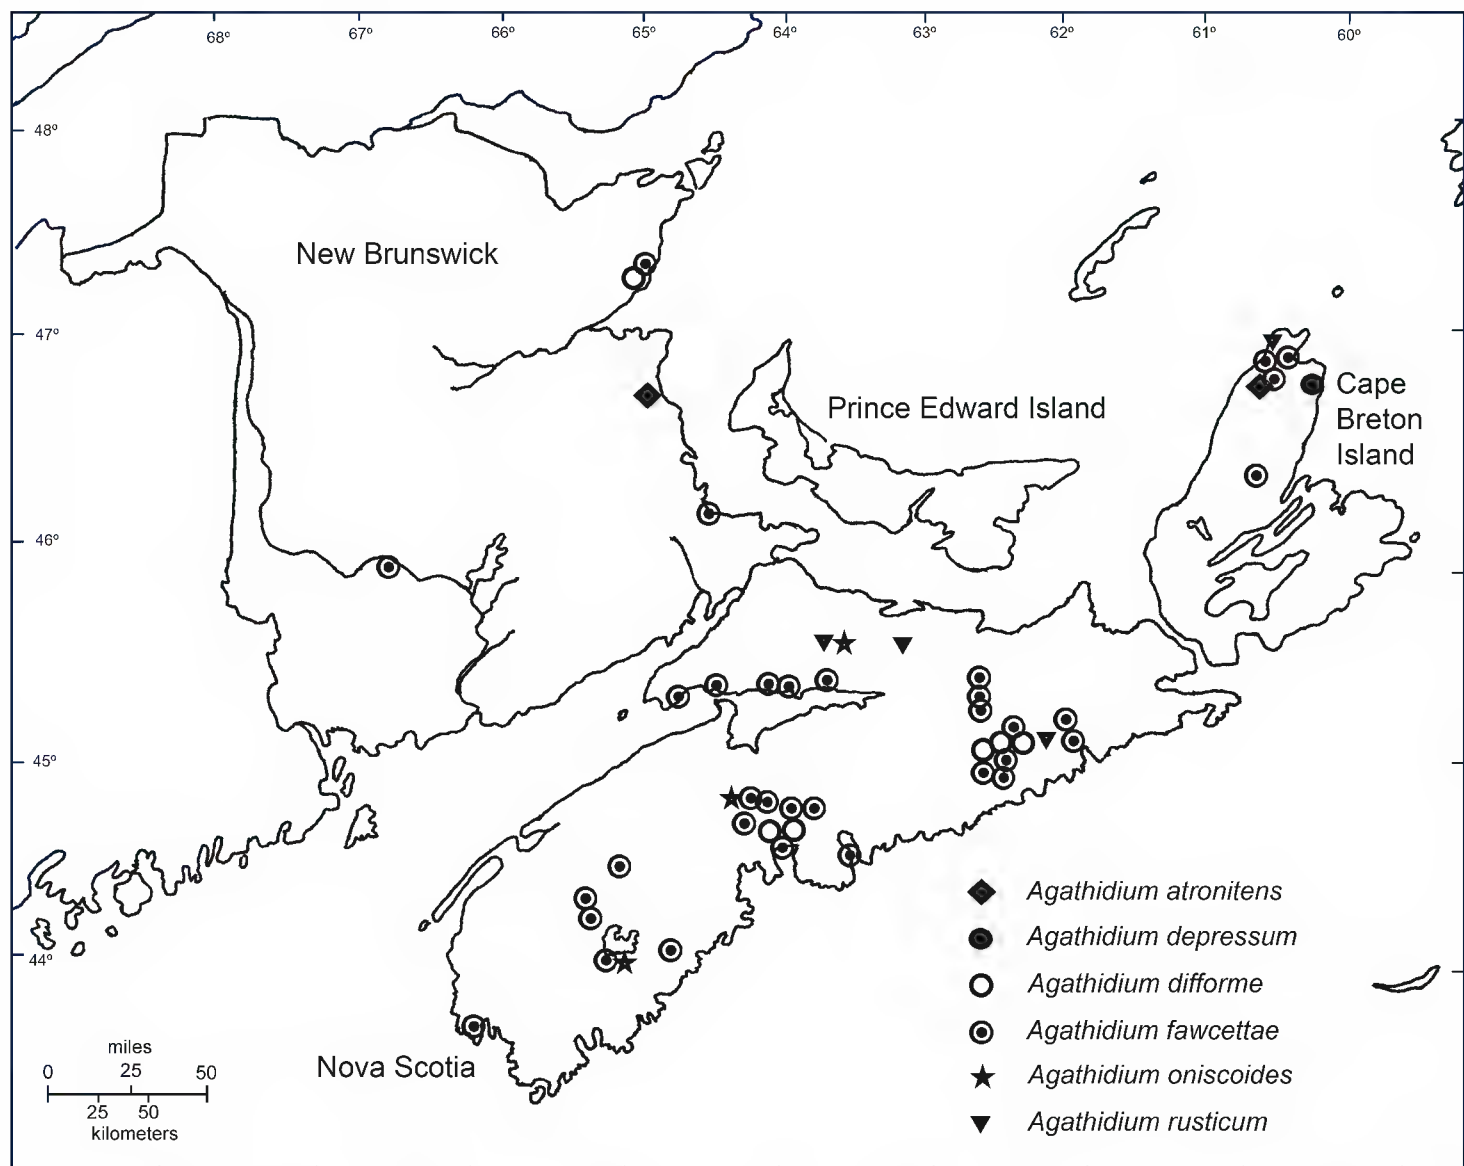 68° 67° 66° 65° 64° 63° 62° 61° 60°
48°
New Brunswick
47°
Prince Edward Island
Cape
Breton
Island
46°
45°
44°
Agathidium atronitens
Agathidium depressum
Agathidium difforme
Agathidium fawcettae
Agathidium oniscoides
Agathidium rusticum
Nova Scotia
miles
0 25 50
25 50
kilometers